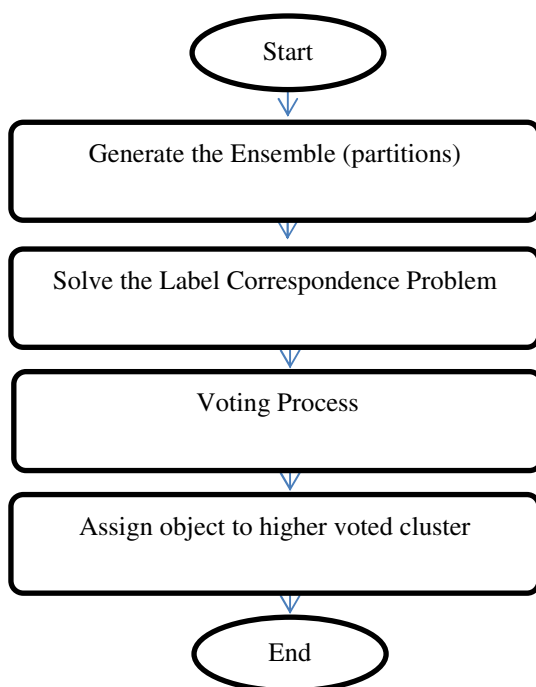 Start
Generate the Ensemble (partitions)
Solve the Label Correspondence Problem
Voting Process
Assign object to higher voted cluster
End